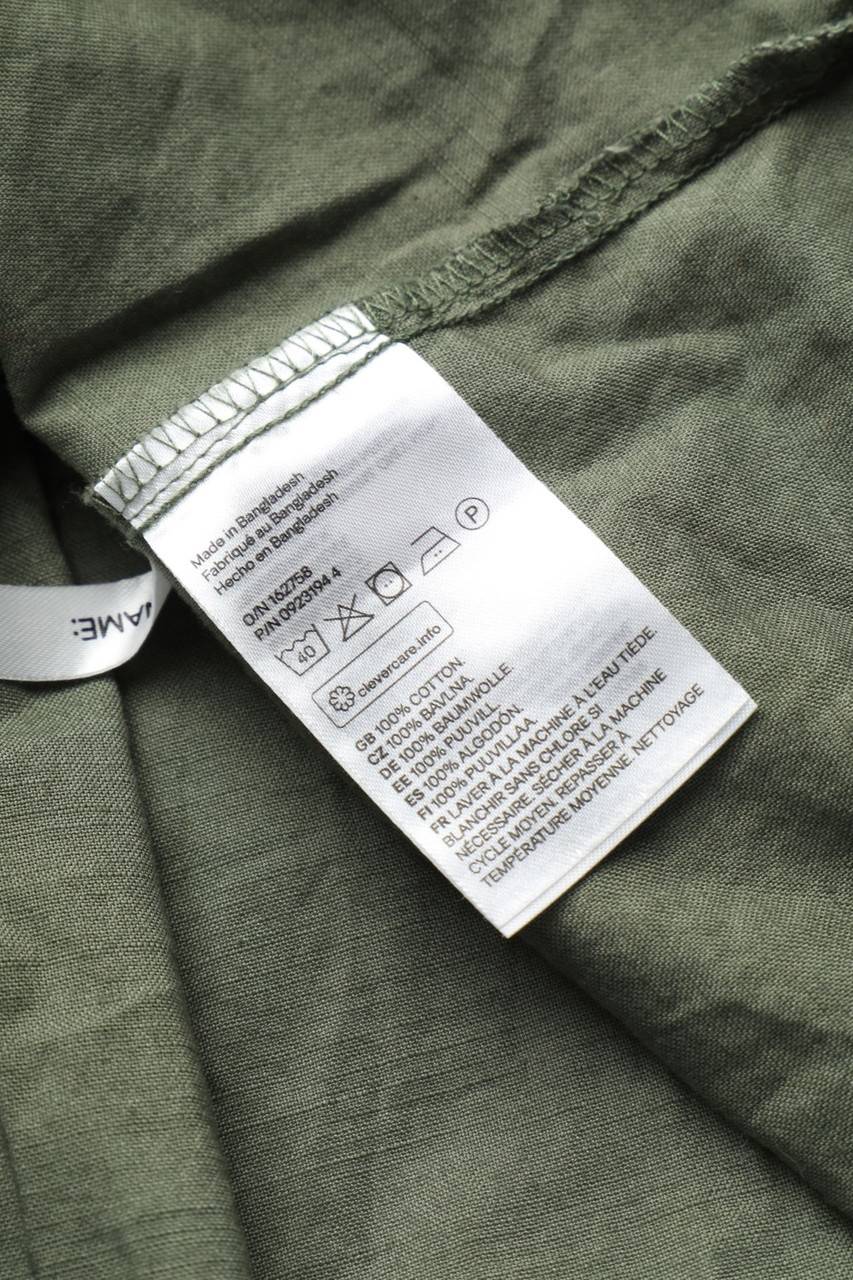 Made in Bangladesh
Fabriqué au Bangladesh
Hecho en Bangladesh
O/N 162758
P/N 0923194 4
40
P
clevercare.info
GB 100% COTTON.
CZ 100% BAVLNA.
DE 100% BAUMWOLLE.
EE 100% PUUVILL.
ES 100% ALGODÓN.
FI 100% PUUVILLAA.
FR LAVER À LA MACHINE À L'EAU TIÈDE.
BLANCHIR SANS CHLORE SI
NÉCESSAIRE. SÉCHER À LA MACHINE
CYCLE MOYEN. REPASSER À
TEMPÉRATURE MOYENNE. NETTOYAGE
AME: